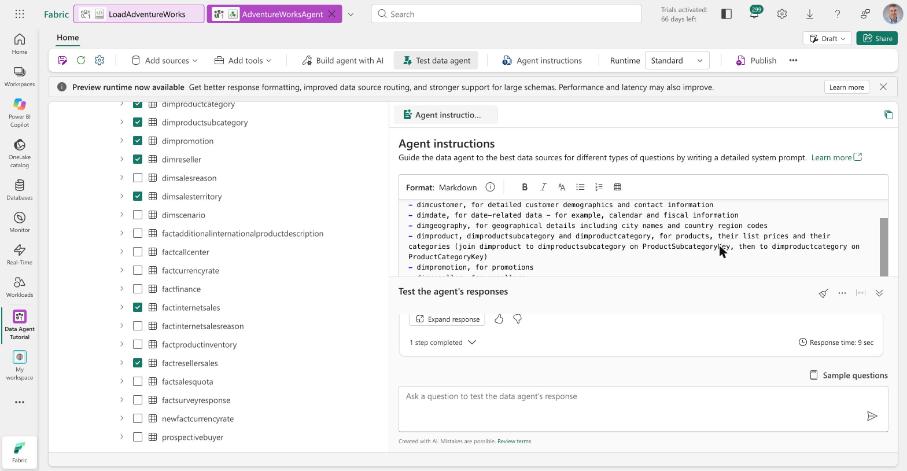 Fabric
LoadAdventureWorks
AdventureWorksAgent
Search
Trials activated:
66 days left
299
Home
Workspaces
Power BI
Copilot
OneLake
catalog
Databases
Monitor
Real-Time
Workloads
Data Agent
Tutorial
My
workspace
Fabric
Home
Draft
Share
Add sources
Add tools
Build agent with AI
Test data agent
Agent instructions
Runtime
Standard
Publish
Preview runtime now available Get better response formatting, improved data source routing, and stronger support for large schemas. Performance and latency may also improve.
Learn more
dimproductcategory
dimproductsubcategory
dimpromotion
dimreseller
dimsalesreason
dimsalesterritory
dimscenario
factadditionalinternationalproductdescription
factcallcenter
factcurrencyrate
factfinance
factinternetsales
factinternetsalesreason
factproductinventory
factresellersales
factsalesquota
factsurveyresponse
newfactcurrencyrate
prospectivebuyer
Agent instructio...
Agent instructions
Guide the data agent to the best data sources for different types of questions by writing a detailed system prompt. Learn more
Format: Markdown
B I
- dimcustomer, for detailed customer demographics and contact information
- dimdate, for date-related data - for example, calendar and fiscal information
- dimgeography, for geographical details including city names and country region codes
- dimproduct, dimproductsubcategory and dimproductcategory, for products, their list prices and their
categories (join dimproduct to dimproductsubcategory on ProductSubcategoryKey, then to dimproductcategory on
ProductCategoryKey)
- dimpromotion, for promotions
Test the agent's responses
Expand response
1 step completed
Response time: 9 sec
Sample questions
Ask a question to test the data agent's responses
Created with AI. Mistakes are possible. Review terms